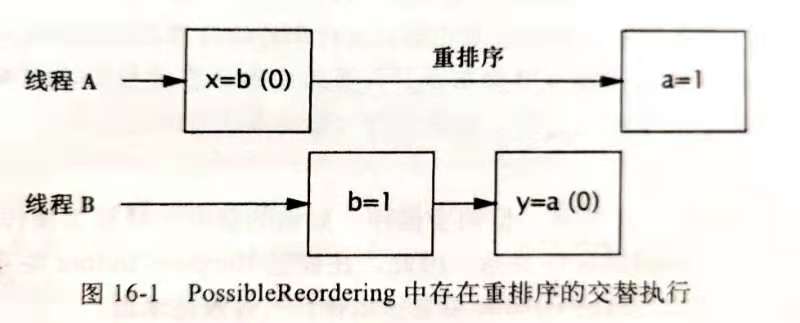 重排序
线程 A x=b (0) a=1
线程 B b=1 y=a (0)
图 16-1 PossibleReordering 中存在重排序的交替执行